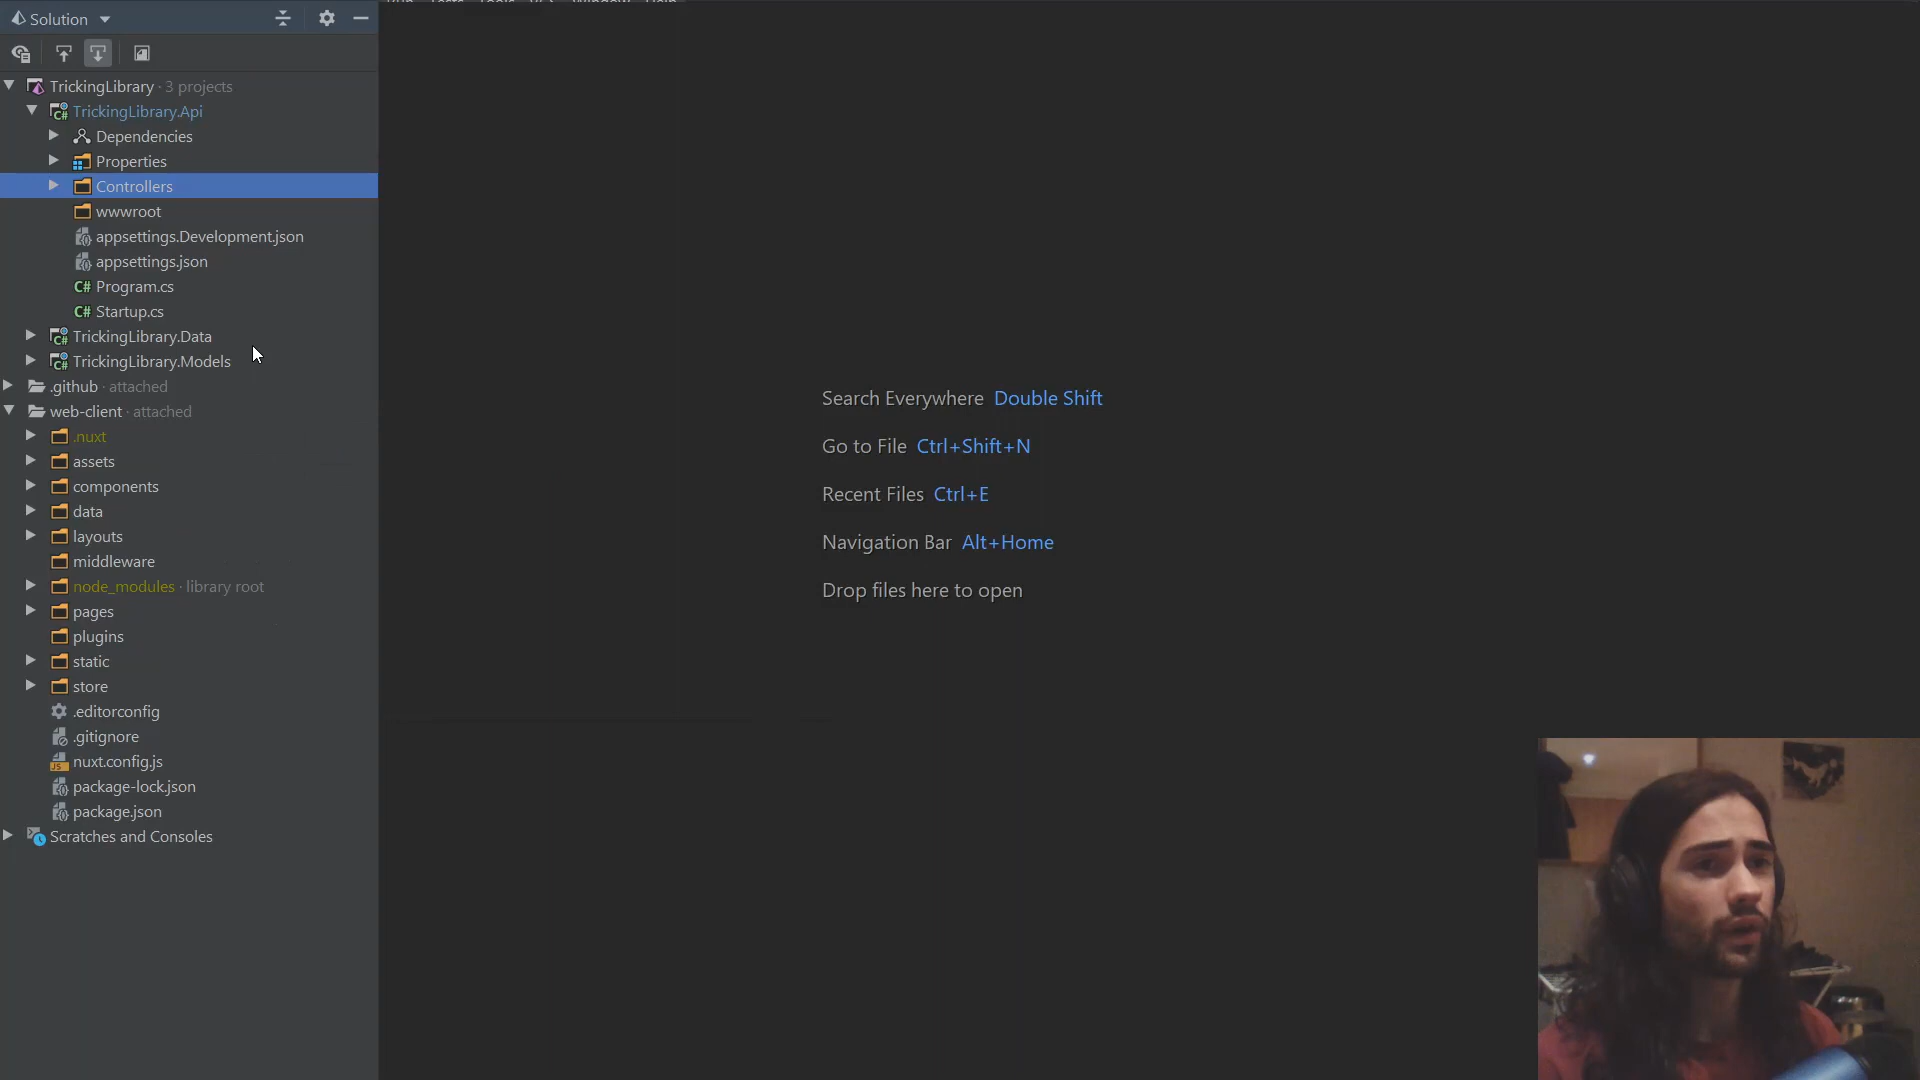 Solution
TrickingLibrary · 3 projects
TrickingLibrary.Api
Dependencies
Properties
Controllers
wwwroot
appsettings.Development.json
appsettings.json
C# Program.cs
C# Startup.cs
TrickingLibrary.Data
TrickingLibrary.Models
.github · attached
web-client · attached
.nuxt
assets
components
data
layouts
middleware
node_modules · library root
pages
plugins
static
store
.editorconfig
.gitignore
nuxt.config.js
package-lock.json
package.json
Scratches and Consoles
Search Everywhere Double Shift
Go to File Ctrl+Shift+N
Recent Files Ctrl+E
Navigation Bar Alt+Home
Drop files here to open